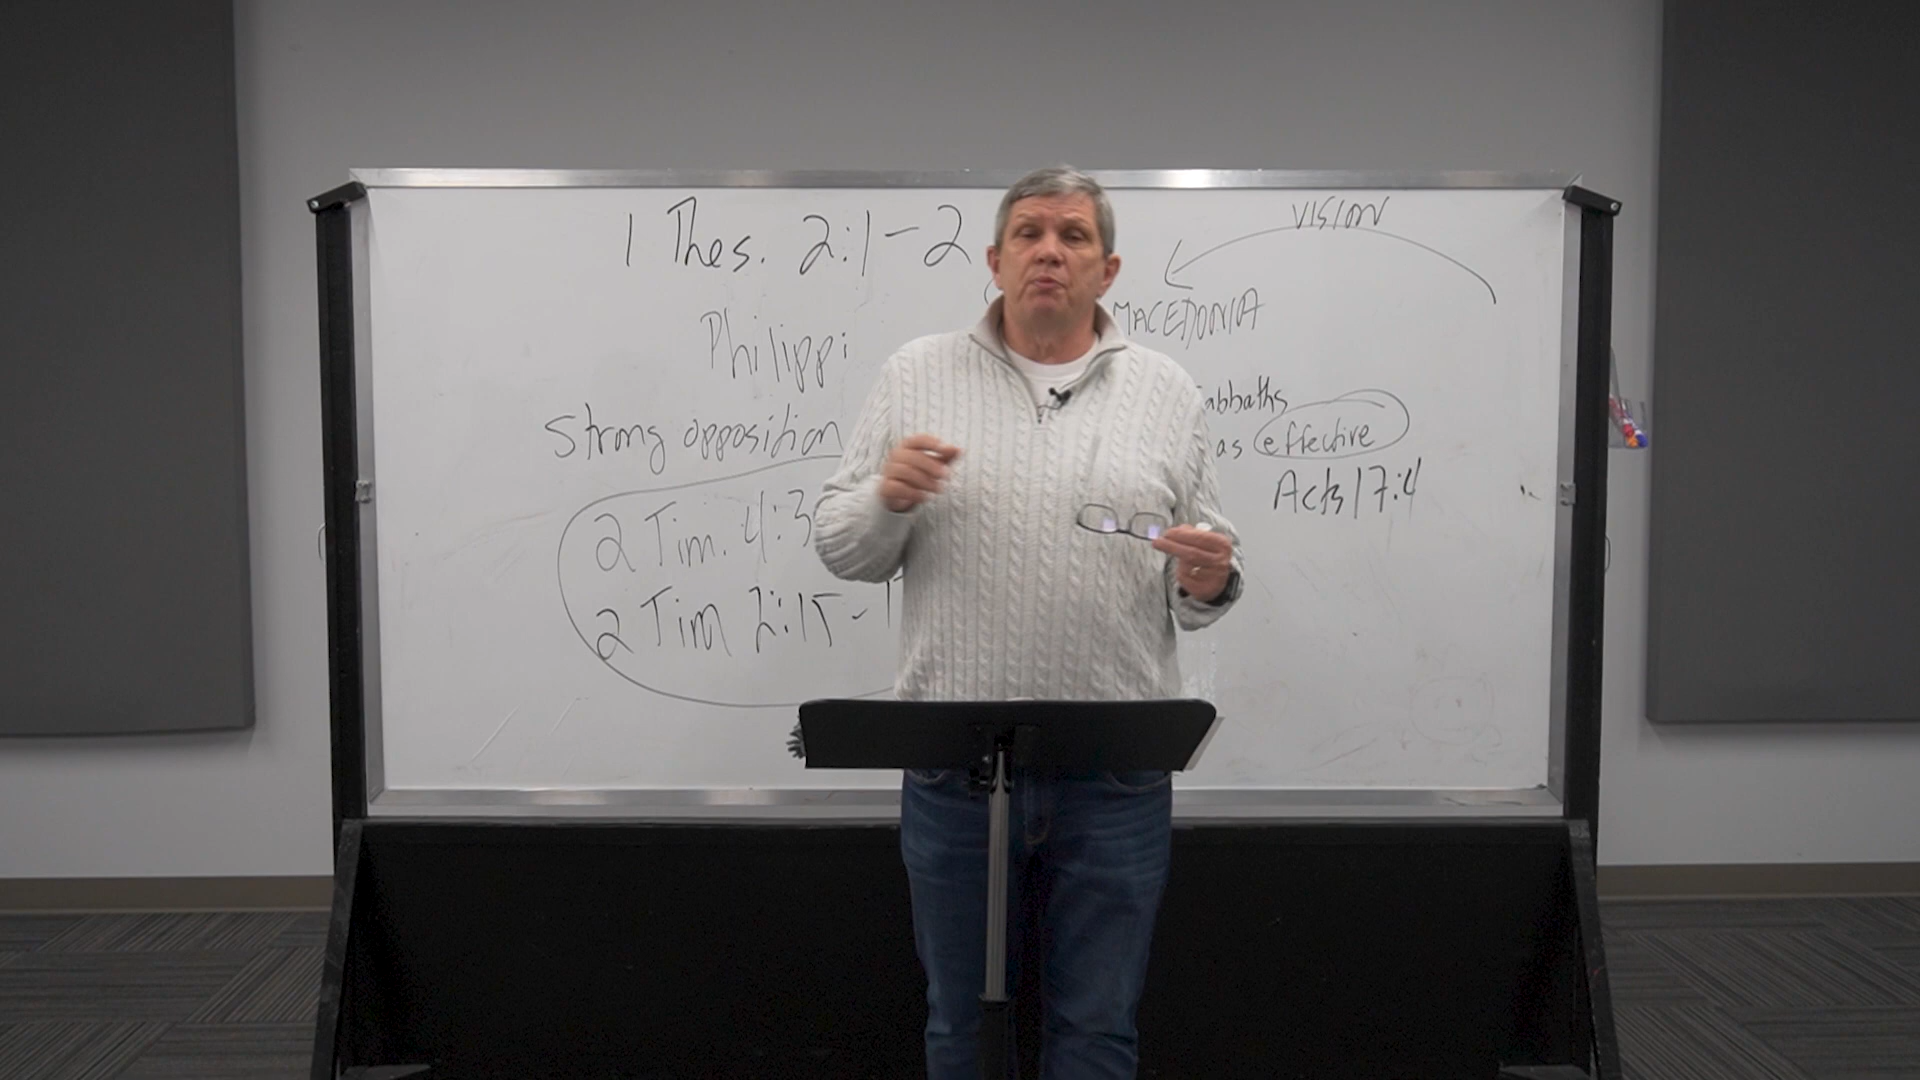 1 Thes. 2:1-2
Philippi
Strong opposition
2 Tim. 4:3
2 Tim 2:15-1
VISION
MACEDONIA
abbaths
as effective
Acts 17:4